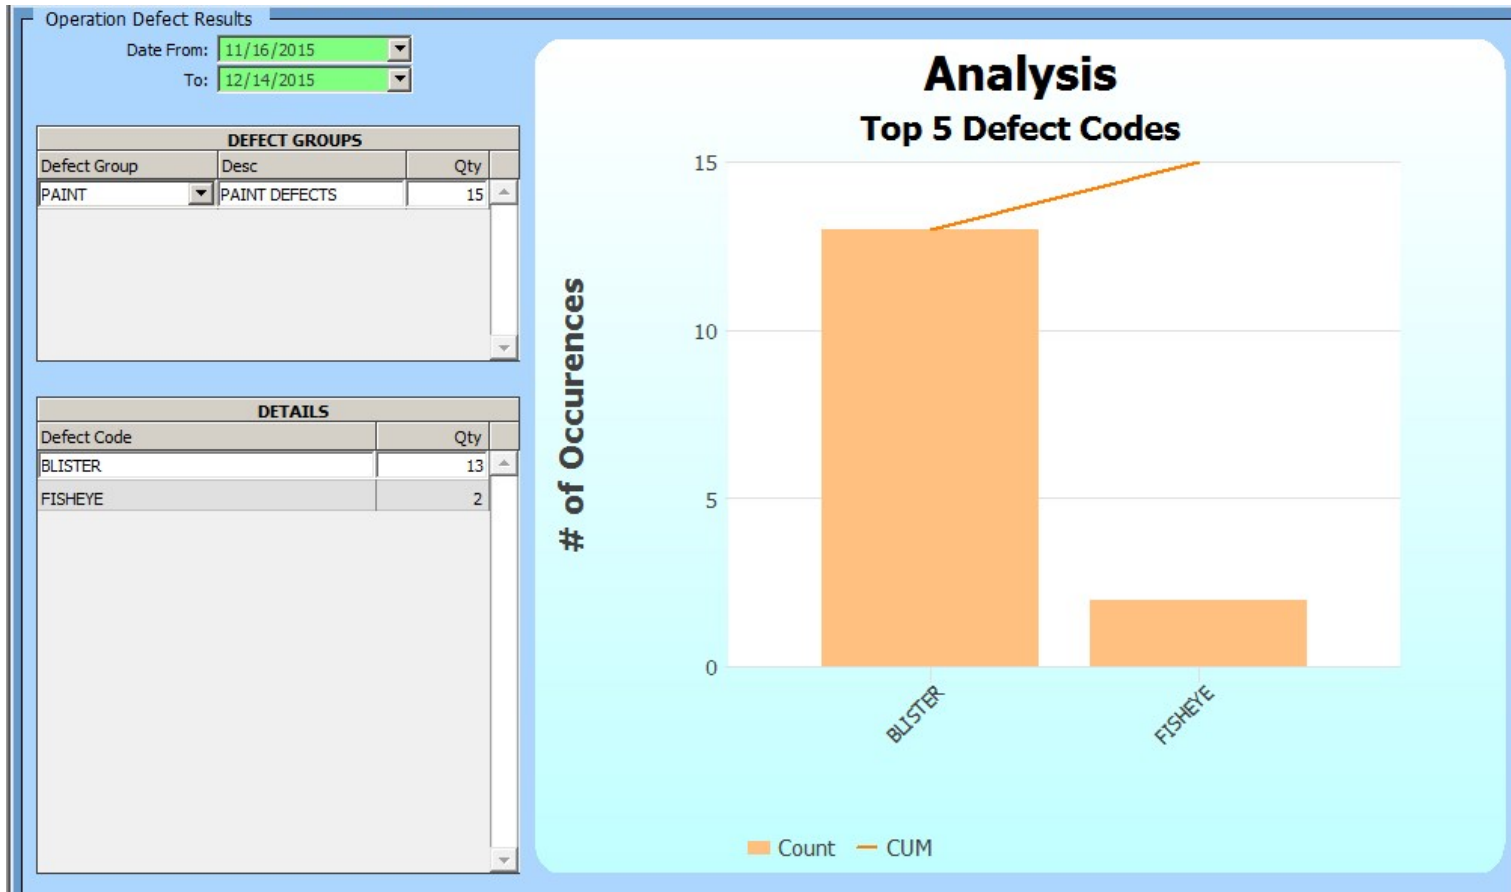 Operation Defect Results
Date From: 11/16/2015
To: 12/14/2015
DEFECT GROUPS
Defect Group Desc Qty
PAINT PAINT DEFECTS 15
DETAILS
Defect Code Qty
BLISTER 13
FISHEYE 2
Analysis
Top 5 Defect Codes
# of Occurences
15
10
5
0
BLISTER
FISHEYE
Count CUM